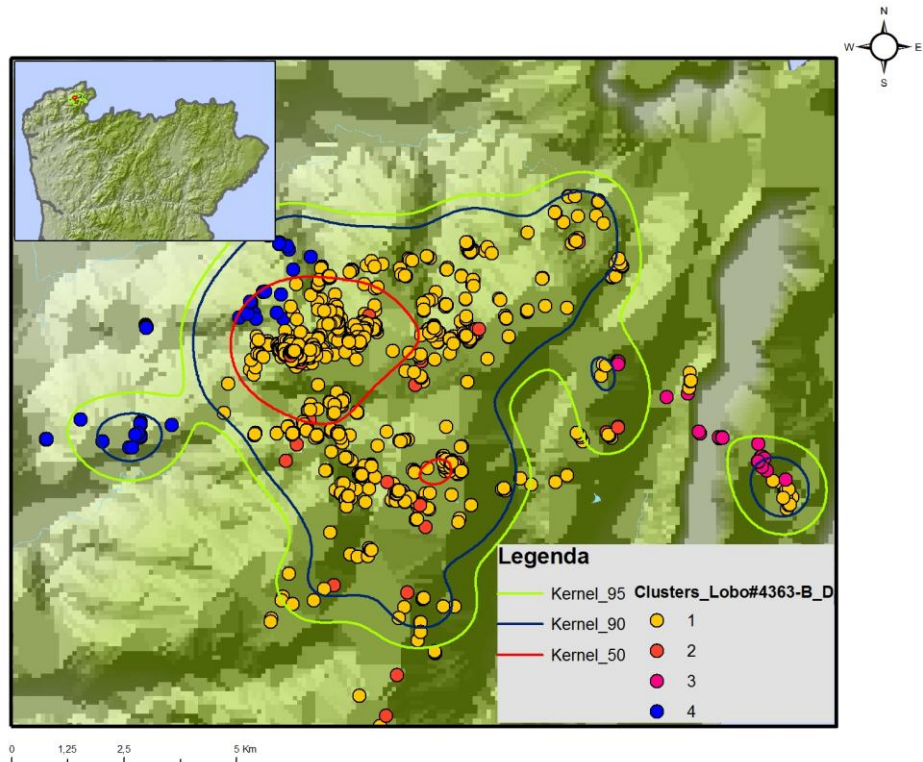 N
W E
S
Legenda
Kernel_95
Kernel_90
Kernel_50
Clusters_Lobo#4363-B_D
1
2
3
4
0 1,25 2,5 5 Km